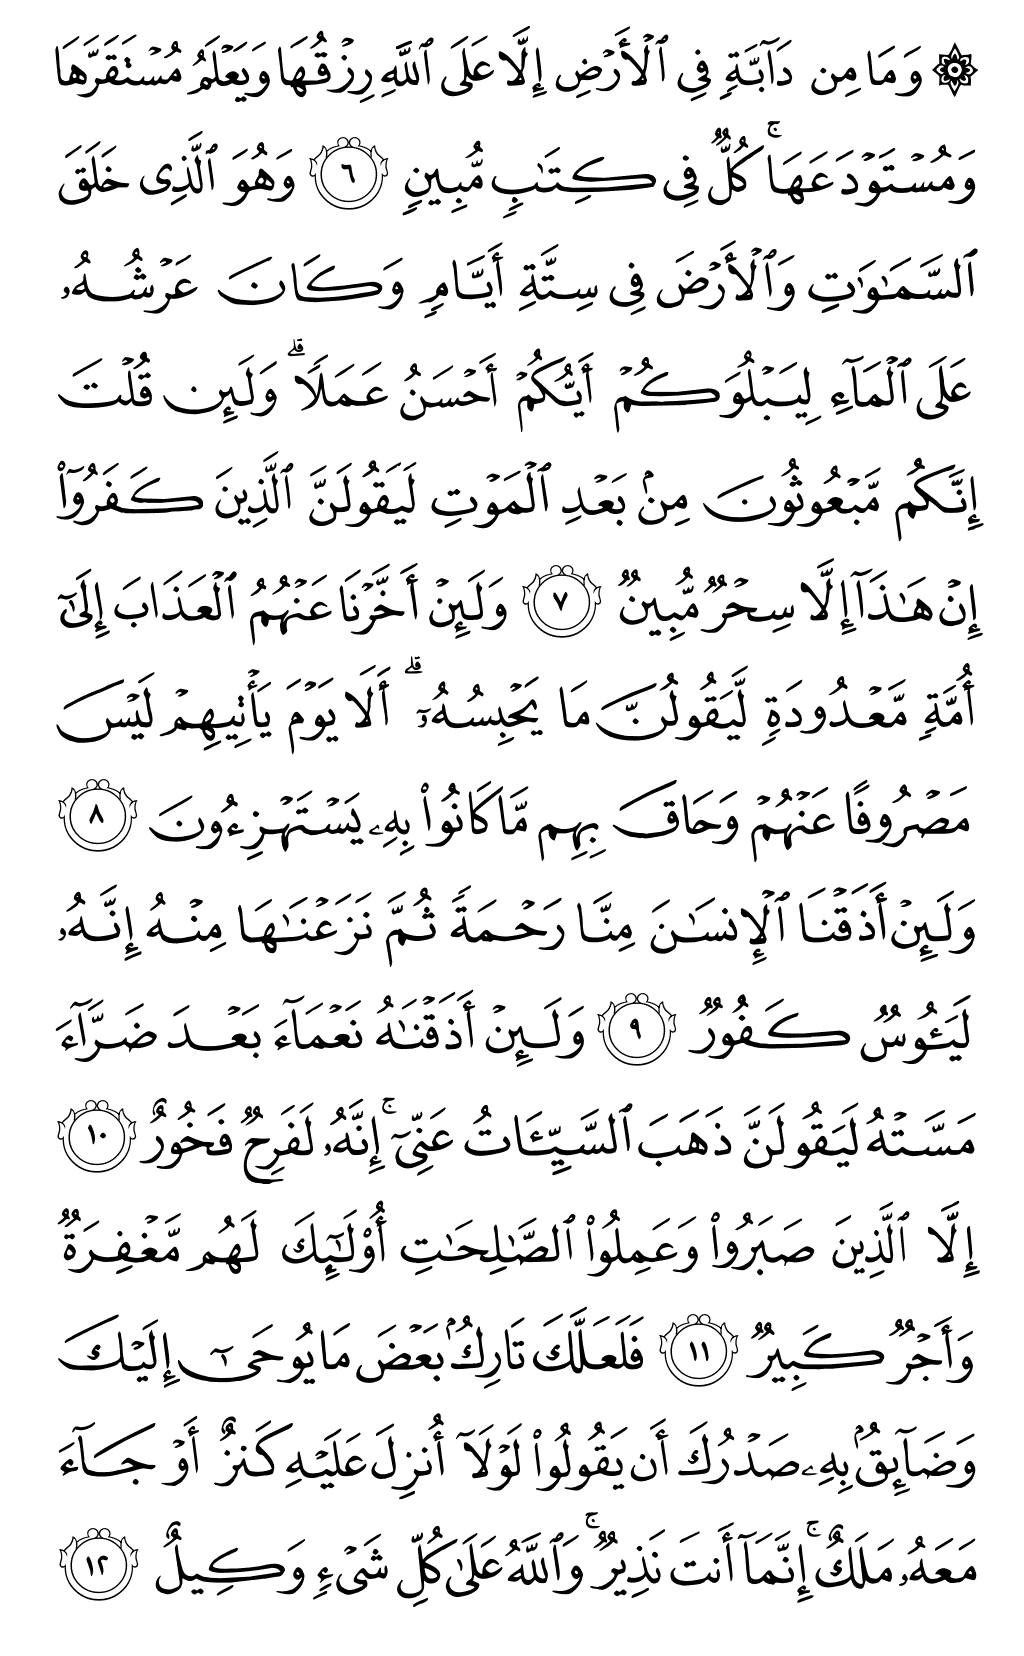 ۞ وَمَا مِن دَآبَّةٍۢ فِى ٱلْأَرْضِ إِلَّا عَلَى ٱللَّهِ رِزْقُهَا وَيَعْلَمُ مُسْتَقَرَّهَا
وَمُسْتَوْدَعَهَا ۚ كُلٌّۭ فِى كِتَـٰبٍۢ مُّبِينٍۢ ٦ وَهُوَ ٱلَّذِى خَلَقَ
ٱلسَّمَـٰوَٰتِ وَٱلْأَرْضَ فِى سِتَّةِ أَيَّامٍۢ وَكَانَ عَرْشُهُۥ
عَلَى ٱلْمَآءِ لِيَبْلُوَكُمْ أَيُّكُمْ أَحْسَنُ عَمَلًۭا ۗ وَلَئِن قُلْتَ
إِنَّكُم مَّبْعُوثُونَ مِنۢ بَعْدِ ٱلْمَوْتِ لَيَقُولَنَّ ٱلَّذِينَ كَفَرُوٓا۟
إِنْ هَـٰذَآ إِلَّا سِحْرٌۭ مُّبِينٌۭ ٧ وَلَئِنْ أَخَّرْنَا عَنْهُمُ ٱلْعَذَابَ إِلَىٰٓ
أُمَّةٍۢ مَّعْدُودَةٍۢ لَّيَقُولُنَّ مَا يَحْبِسُهُۥٓ ۗ أَلَا يَوْمَ يَأْتِيهِمْ لَيْسَ
مَصْرُوفًا عَنْهُمْ وَحَاقَ بِهِم مَّا كَانُوا۟ بِهِۦ يَسْتَهْزِءُونَ ٨
وَلَئِنْ أَذَقْنَا ٱلْإِنسَـٰنَ مِنَّا رَحْمَةًۭ ثُمَّ نَزَعْنَـٰهَا مِنْهُ إِنَّهُۥ
لَيَـُٔوسٌۭ كَفُورٌۭ ٩ وَلَئِنْ أَذَقْنَـٰهُ نَعْمَآءَ بَعْدَ ضَرَّآءَ
مَسَّتْهُ لَيَقُولَنَّ ذَهَبَ ٱلسَّيِّـَٔاتُ عَنِّىٓ ۚ إِنَّهُۥ لَفَرِحٌۭ فَخُورٌ ١٠
إِلَّا ٱلَّذِينَ صَبَرُوا۟ وَعَمِلُوا۟ ٱلصَّـٰلِحَـٰتِ أُو۟لَـٰٓئِكَ لَهُم مَّغْفِرَةٌۭ
وَأَجْرٌۭ كَبِيرٌۭ ١١ فَلَعَلَّكَ تَارِكٌۢ بَعْضَ مَا يُوحَىٰٓ إِلَيْكَ
وَضَآئِقٌۢ بِهِۦ صَدْرُكَ أَن يَقُولُوا۟ لَوْلَآ أُنزِلَ عَلَيْهِ كَنزٌ أَوْ جَآءَ
مَعَهُۥ مَلَكٌ ۚ إِنَّمَآ أَنتَ نَذِيرٌۭ ۚ وَٱللَّهُ عَلَىٰ كُلِّ شَىْءٍۢ وَكِيلٌ ١٢